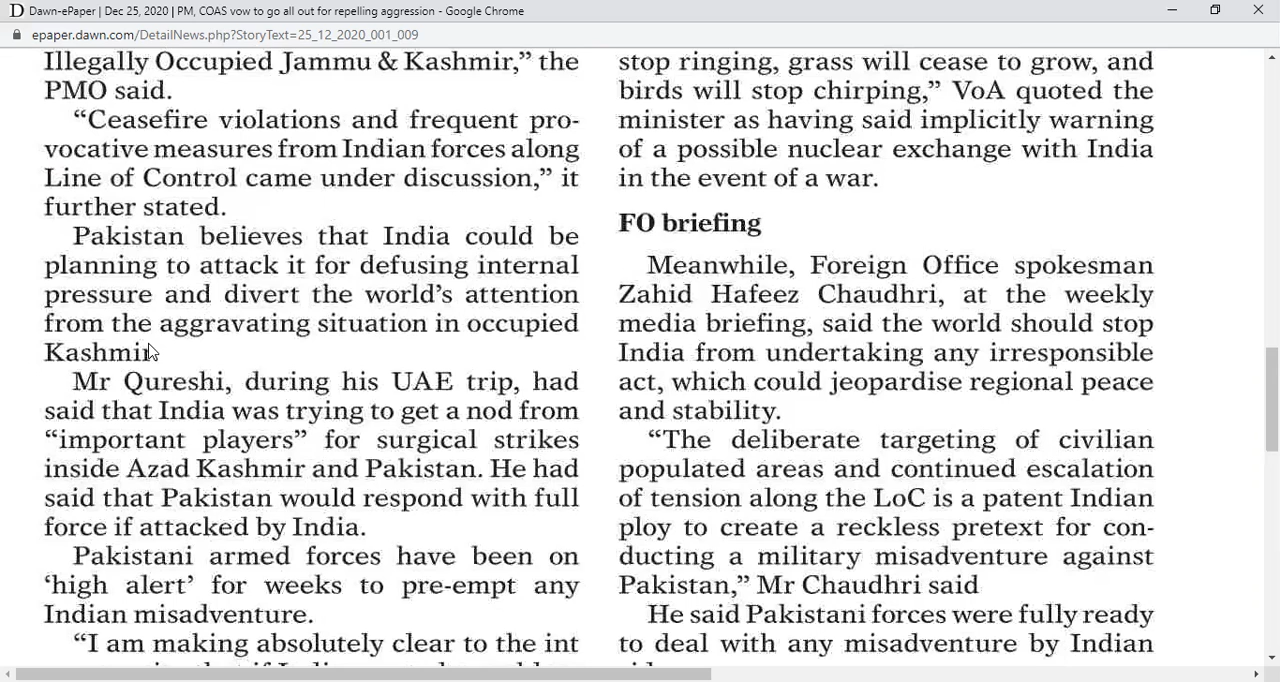 Dawn-ePaper | Dec 25, 2020 | PM, COAS vow to go all out for repelling aggression - Google Chrome
epaper.dawn.com/DetailNews.php?StoryText=25_12_2020_001_009
Illegally Occupied Jammu & Kashmir,” the
PMO said.
“Ceasefire violations and frequent pro-
vocative measures from Indian forces along
Line of Control came under discussion,” it
further stated.
Pakistan believes that India could be
planning to attack it for defusing internal
pressure and divert the world’s attention
from the aggravating situation in occupied
Kashmir.
Mr Qureshi, during his UAE trip, had
said that India was trying to get a nod from
“important players” for surgical strikes
inside Azad Kashmir and Pakistan. He had
said that Pakistan would respond with full
force if attacked by India.
Pakistani armed forces have been on
‘high alert’ for weeks to pre-empt any
Indian misadventure.
“I am making absolutely clear to the int
stop ringing, grass will cease to grow, and
birds will stop chirping,” VoA quoted the
minister as having said implicitly warning
of a possible nuclear exchange with India
in the event of a war.
FO briefing
Meanwhile, Foreign Office spokesman
Zahid Hafeez Chaudhri, at the weekly
media briefing, said the world should stop
India from undertaking any irresponsible
act, which could jeopardise regional peace
and stability.
“The deliberate targeting of civilian
populated areas and continued escalation
of tension along the LoC is a patent Indian
ploy to create a reckless pretext for con-
ducting a military misadventure against
Pakistan,” Mr Chaudhri said
He said Pakistani forces were fully ready
to deal with any misadventure by Indian